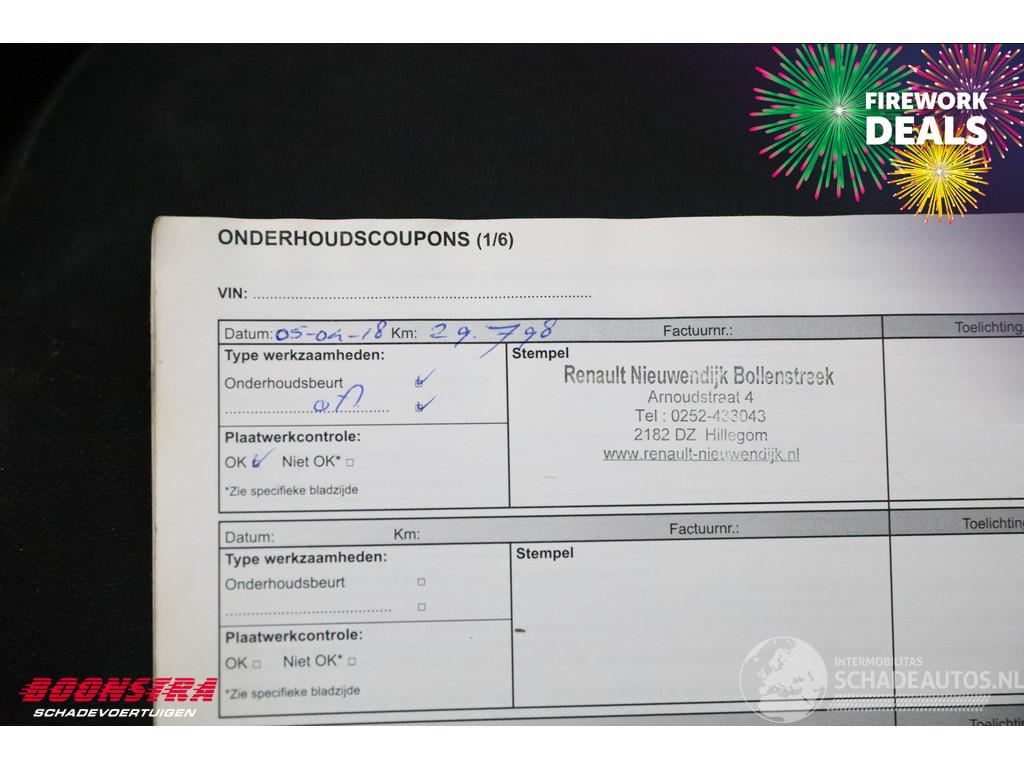 FIREWORK
DEALS
ONDERHOUDSCOUPONS (1/6)
VIN: ........................................................................................
Datum: 05-04-18 Km: 29.798 Factuurnr.: Toelichting
Type werkzaamheden:
Stempel
Renault Nieuwendijk Bollenstreek
Arnoudstraat 4
Tel : 0252-433043
2182 DZ Hillegom
www.renault-nieuwendijk.nl
Onderhoudsbeurt
Plaatwerkcontrole:
OK Niet OK*
*Zie specifieke bladzijde
Datum: Km: Factuurnr.: Toelichtin
Type werkzaamheden:
Stempel
Onderhoudsbeurt
Plaatwerkcontrole:
OK Niet OK*
*Zie specifieke bladzijde
BOONSTRA
SCHADEVOERTUIGEN
INTERMOBILITAS
SCHADEAUTOS.NL
Toelichtin